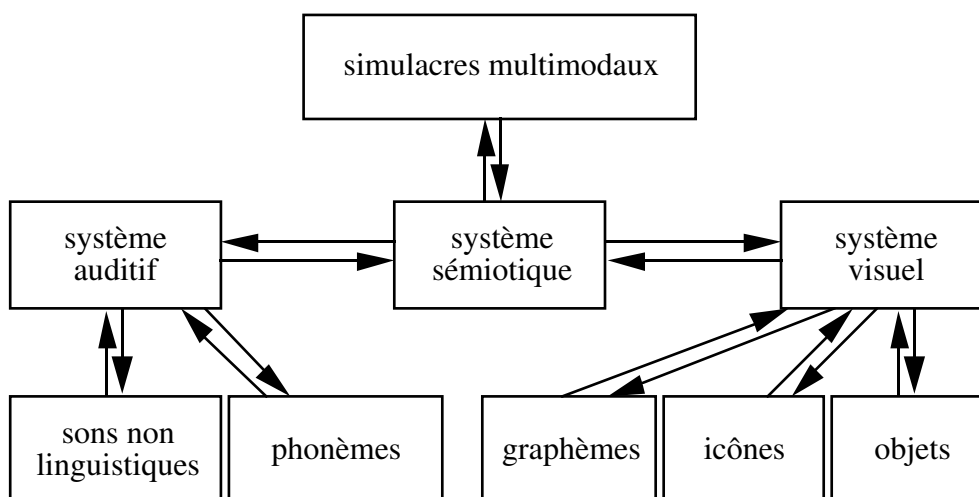 simulacres multimodaux
système
auditif
système
sémiotique
système
visuel
sons non
linguistiques
phonèmes
graphèmes
icônes
objets